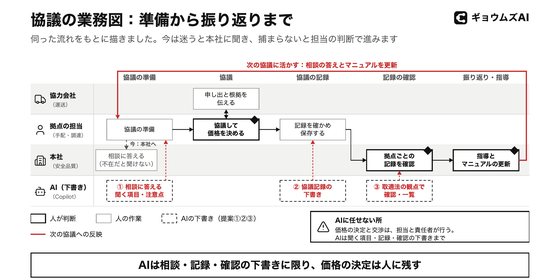 協議の業務図：準備から振り返りまで
ギョウムズAI
伺った流れをもとに描きました。今は迷うと本社に聞き、捕まらないと担当の判断で進みます
次の協議に活かす：相談の答えとマニュアルを更新
協議の準備
協議
協議の記録
記録の確認
振り返り・指導
協力会社
（運送）
申し出と根拠を
伝える
拠点の担当
（手配・調達）
協議の準備
協議して
価格を決める
記録を確かめ
保存する
今：本社へ
本社
（安全品質）
相談に答える
（不在だと聞けない）
拠点ごとの
記録を確認
指導と
マニュアルを更新
AI（下書き）
（Copilot）
① 相談に答える
聞く項目・注意点
② 協議記録の
下書き
③ 取適法の観点で
確認・一覧
人が判断
人の作業
AIの下書き（提案①②③）
次の協議への反映
AIに任せない所
価格の決定と交渉は、担当と責任者が行う。
AIは聞く項目・記録・確認の下書きまで
AIは相談・記録・確認の下書きに限り、価格の決定は人に残す